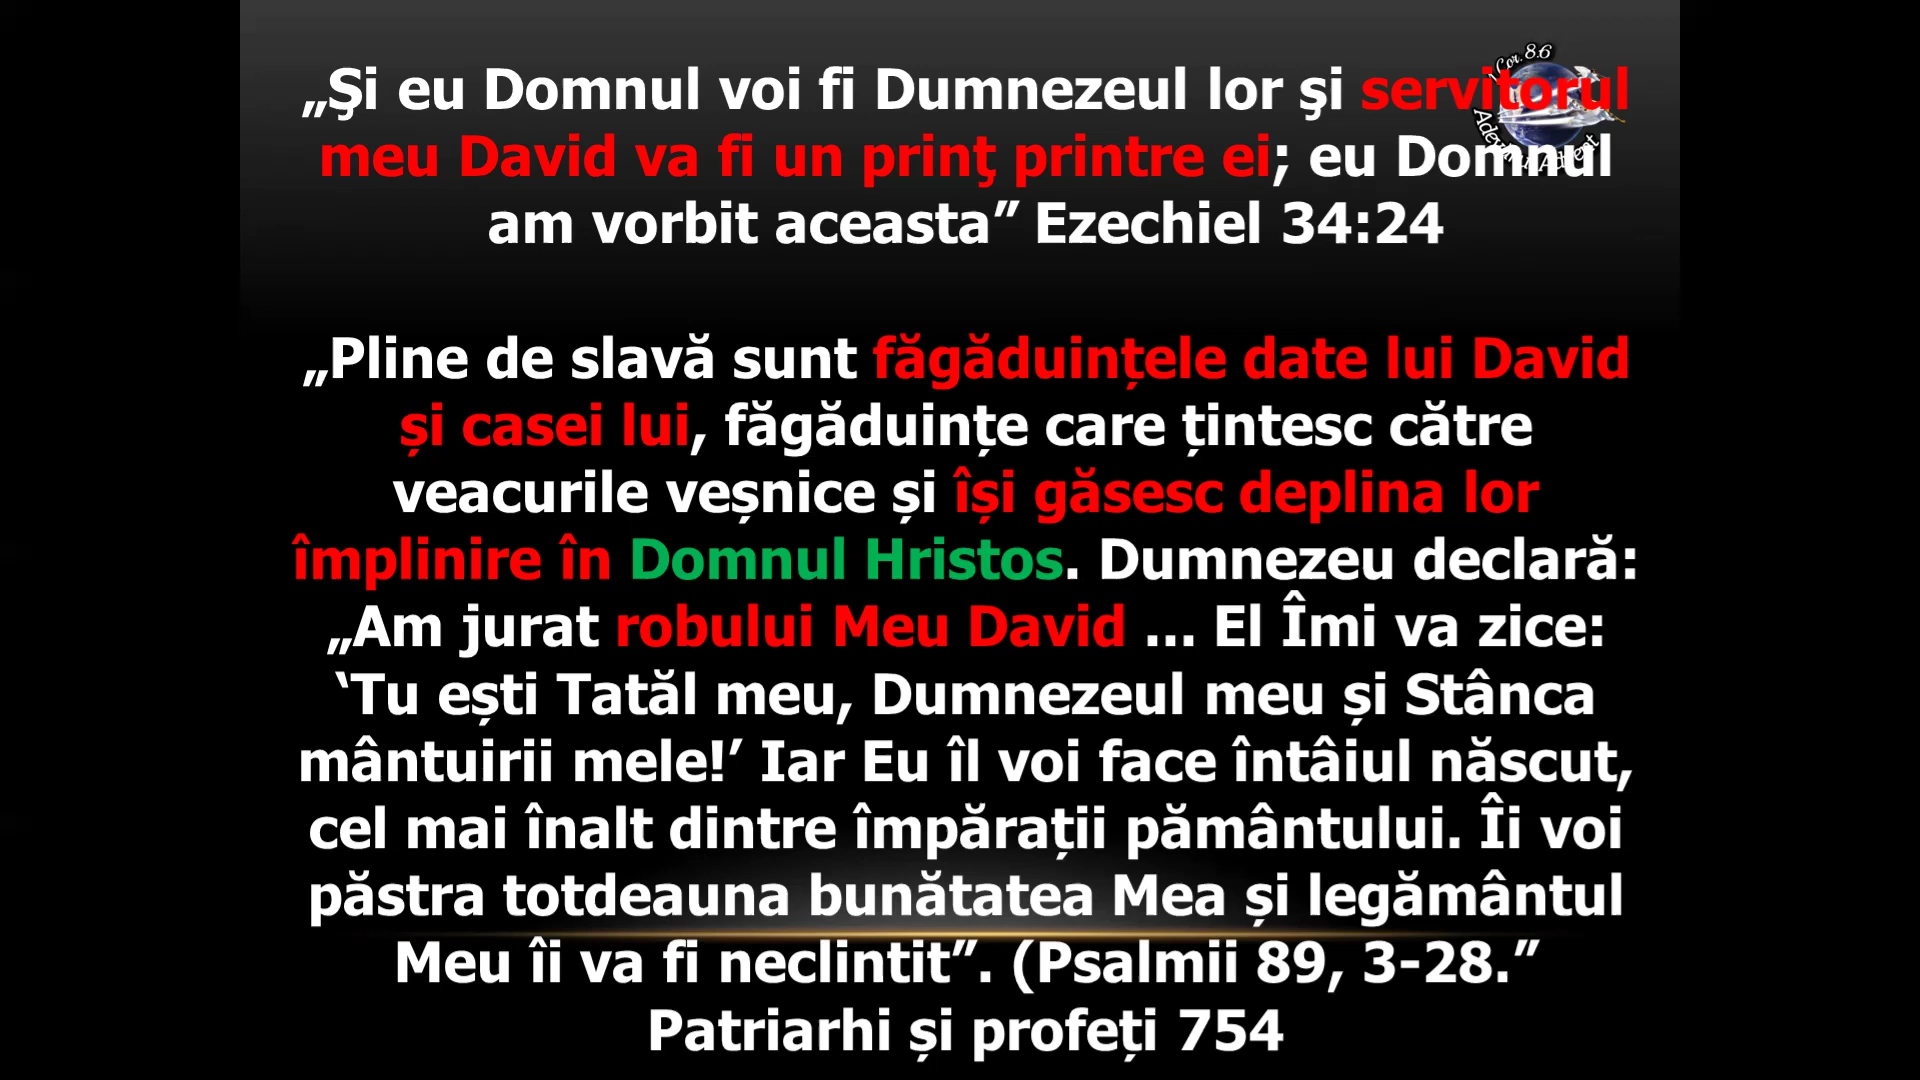 „Şi eu Domnul voi fi Dumnezeul lor şi servitorul
meu David va fi un prinţ printre ei; eu Domnul
am vorbit aceasta” Ezechiel 34:24
„Pline de slavă sunt făgăduințele date lui David
și casei lui, făgăduințe care țintesc către
veacurile veșnice și își găsesc deplina lor
împlinire în Domnul Hristos. Dumnezeu declară:
„Am jurat robului Meu David ... El Îmi va zice:
‘Tu ești Tatăl meu, Dumnezeul meu și Stânca
mântuirii mele!’ Iar Eu îl voi face întâiul născut,
cel mai înalt dintre împărații pământului. Îi voi
păstra totdeauna bunătatea Mea și legământul
Meu îi va fi neclintit”. (Psalmii 89, 3-28.”
Patriarhi și profeți 754
Cor. 8:6